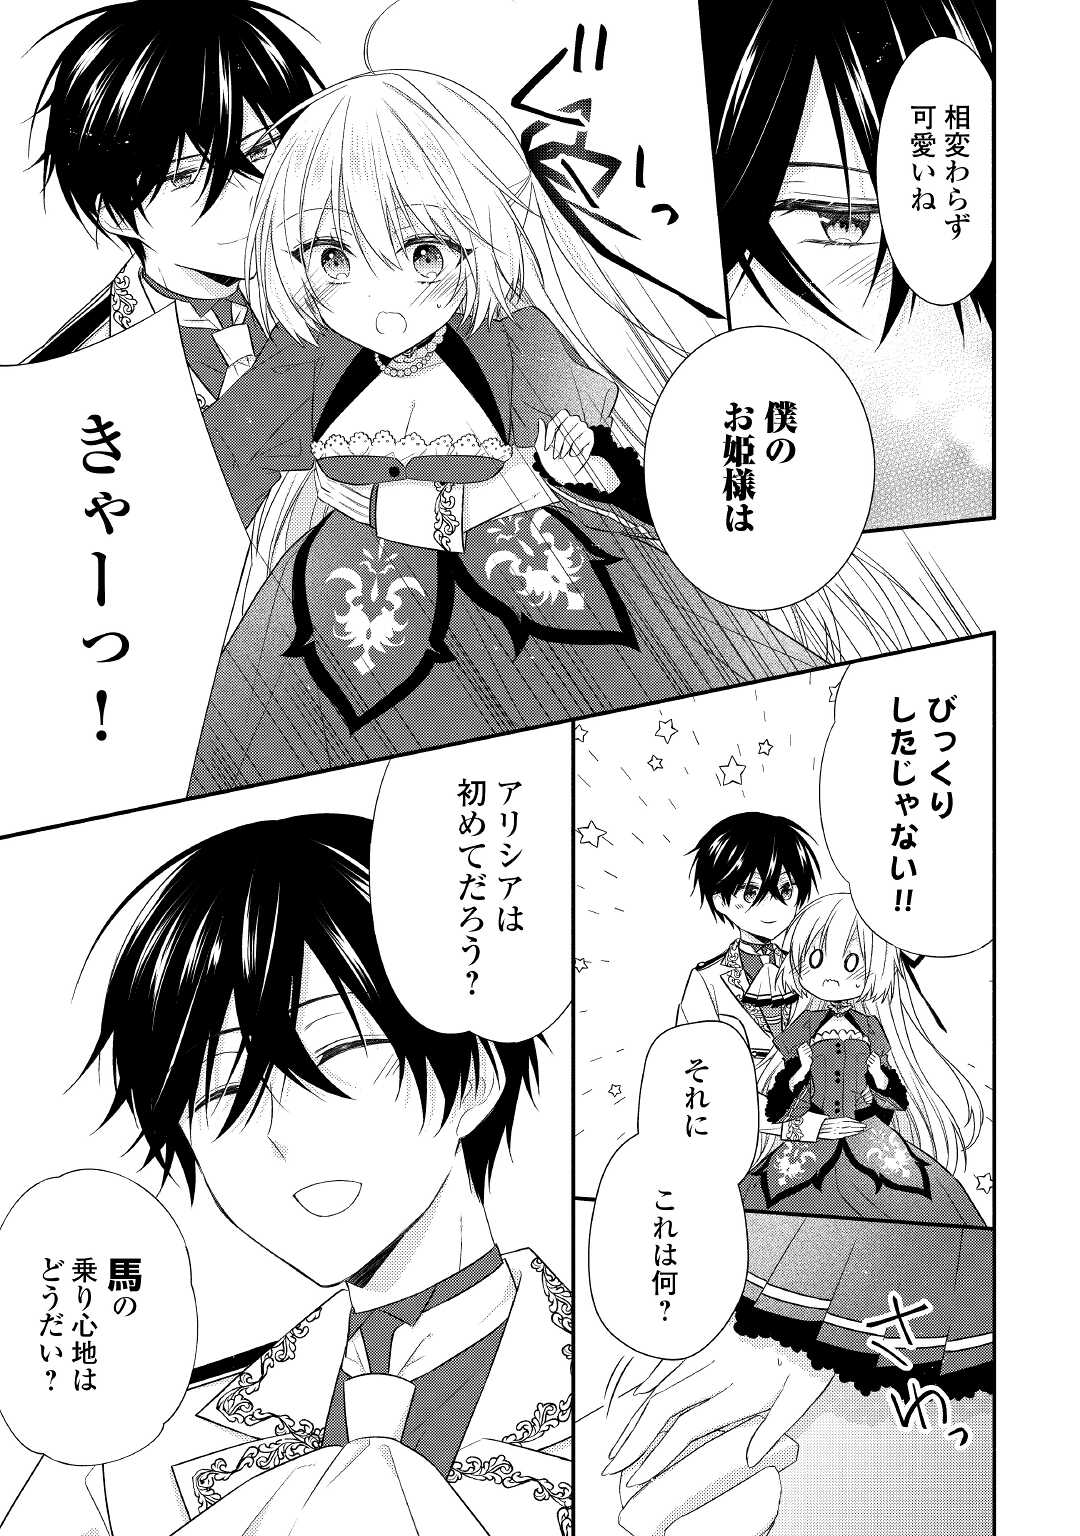 相変わらず
可愛いね
僕の
お姫様は
ぐいっ
きゃーっ！
びっくり
したじゃない!!
それに
これは何？
さわっ
アリシアは
初めてだろう？
馬の
乗り心地は
どうだい？